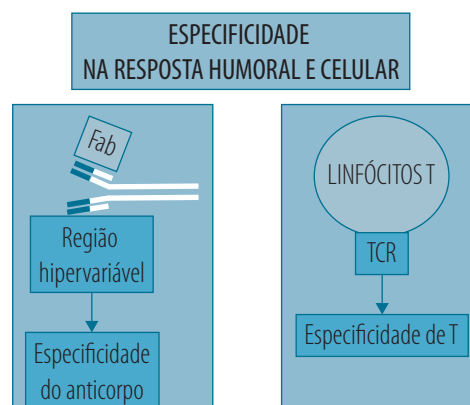 ESPECIFICIDADE
NA RESPOSTA HUMORAL E CELULAR
Fab
Região
hipervariável
Especificidade
do anticorpo
LINFÓCITOS T
TCR
Especificidade de T